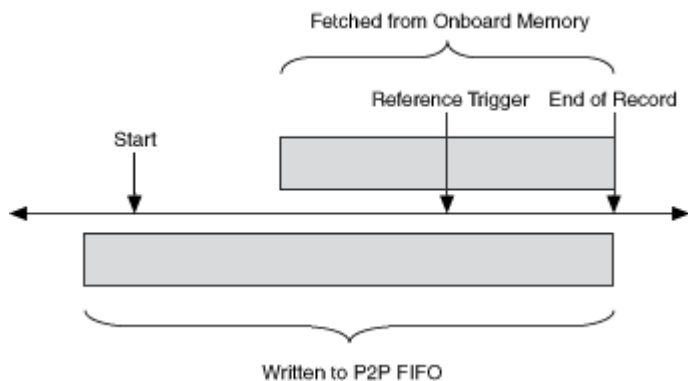 Fetched from Onboard Memory
Reference Trigger
End of Record
Start
Written to P2P FIFO